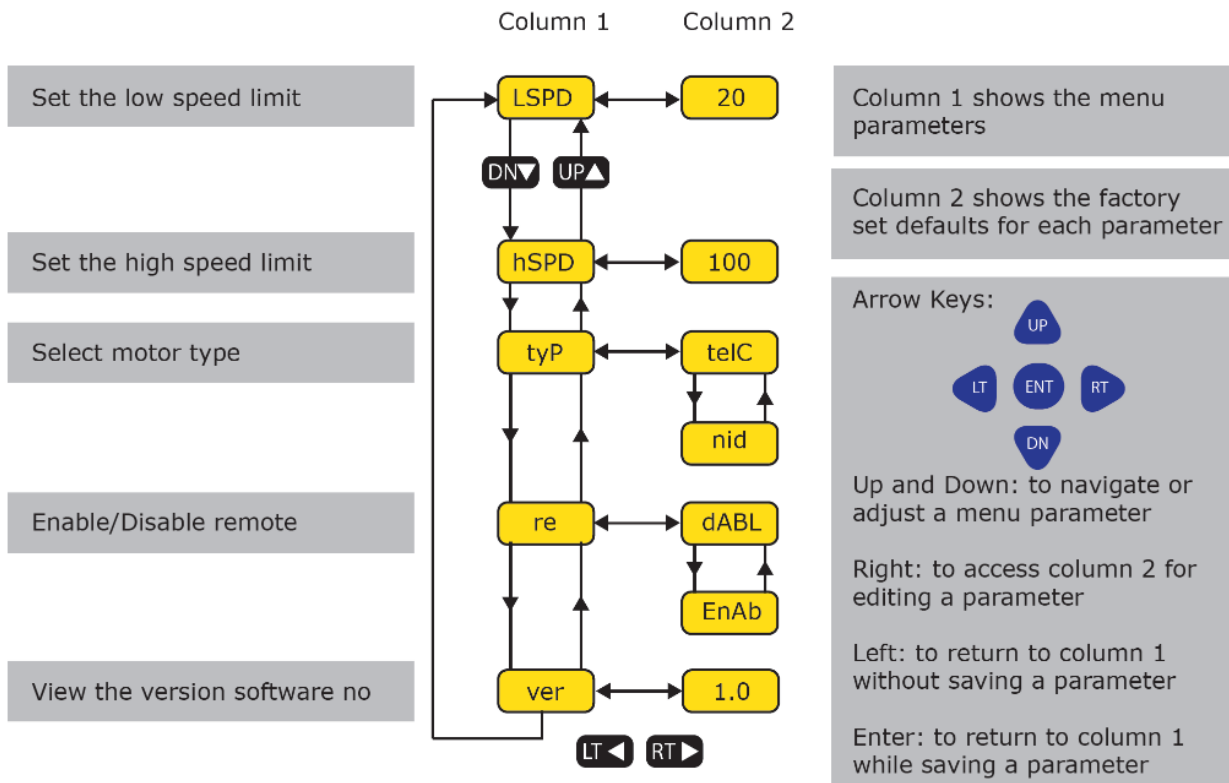 Column 1
Column 2
Set the low speed limit
LSPD
20
Column 1 shows the menu
parameters
DN▼
UP▲
Column 2 shows the factory
set defaults for each parameter
Set the high speed limit
hSPD
100
Arrow Keys:
UP
LT
ENT
RT
DN
Select motor type
tyP
telC
nid
Up and Down: to navigate or
adjust a menu parameter
Enable/Disable remote
re
dABL
EnAb
Right: to access column 2 for
editing a parameter
Left: to return to column 1
without saving a parameter
View the version software no
ver
1.0
LT◀
RT▶
Enter: to return to column 1
while saving a parameter